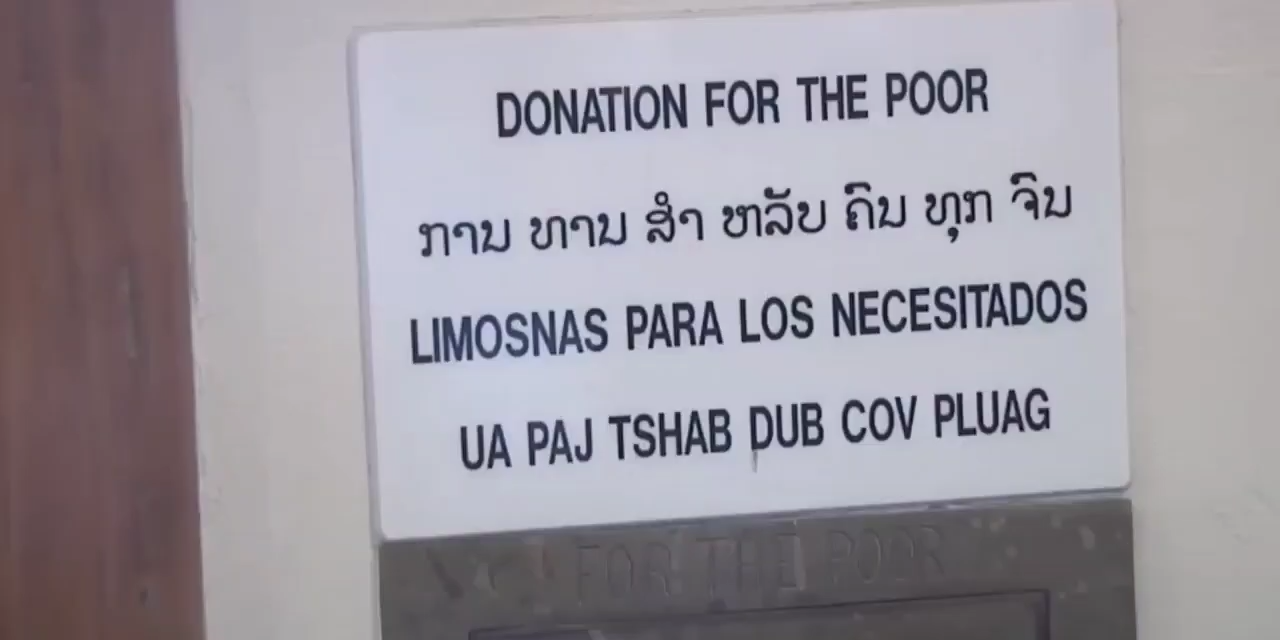 DONATION FOR THE POOR
ການ ທານ ສຳ ຫລັບ ຄົນ ທຸກ ຈົນ
LIMOSNAS PARA LOS NECESITADOS
UA PAJ TSHAB DUB COV PLUAG
FOR THE POOR